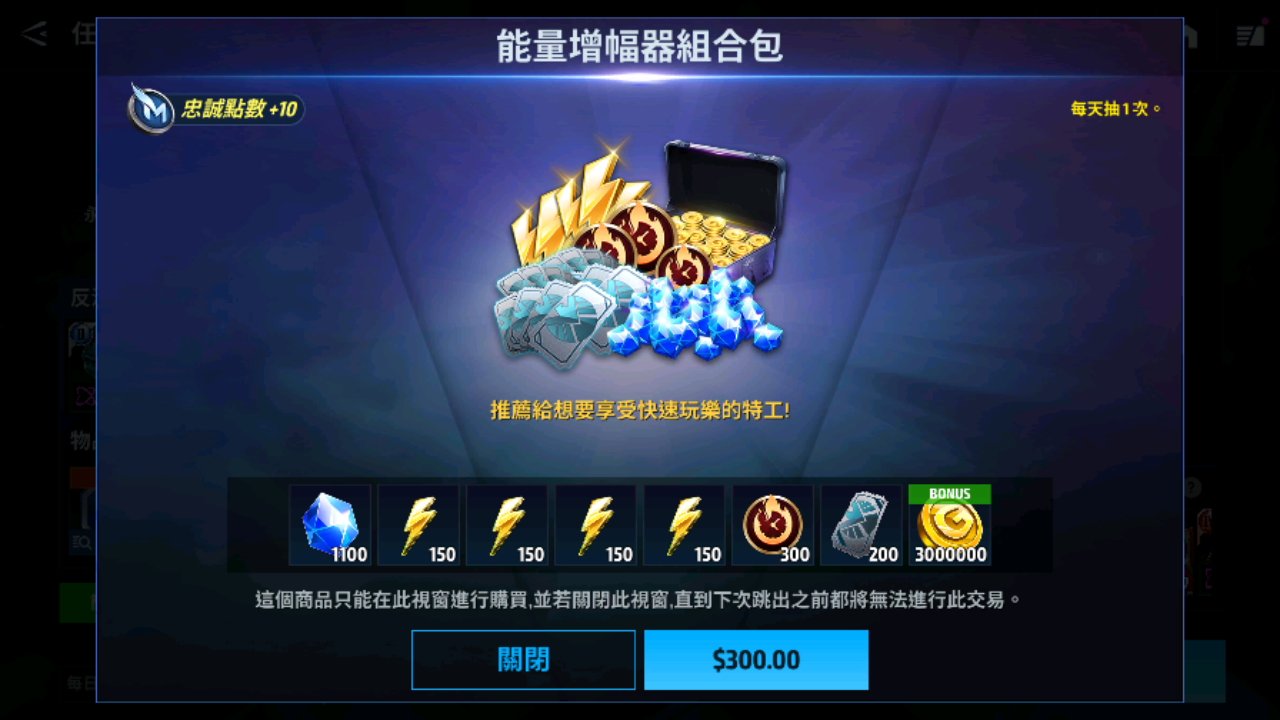 能量增幅器組合包
任
忠誠點數 +10
每天抽1次。
推薦給想要享受快速玩樂的特工!
物
BONUS
1100
150
150
150
150
300
200
3000000
這個商品只能在此視窗進行購買,並若關閉此視窗,直到下次跳出之前都將無法進行此交易。
關閉
$300.00
每日